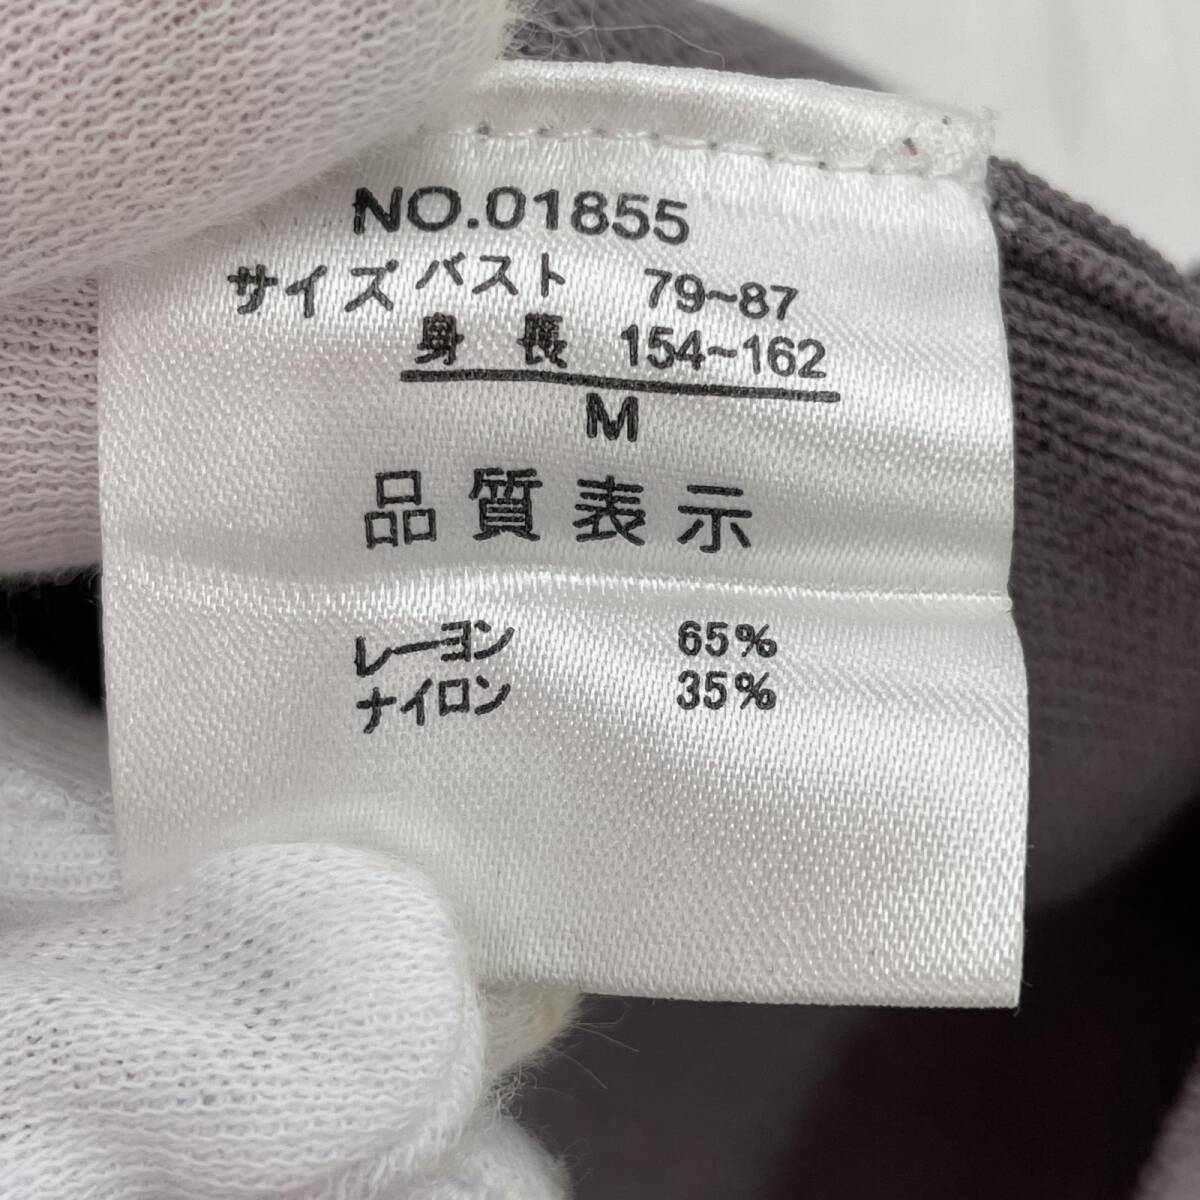 NO.01855
サイズ バスト 79~87
身長 154~162
M
品質表示
レーヨン 65%
ナイロン 35%